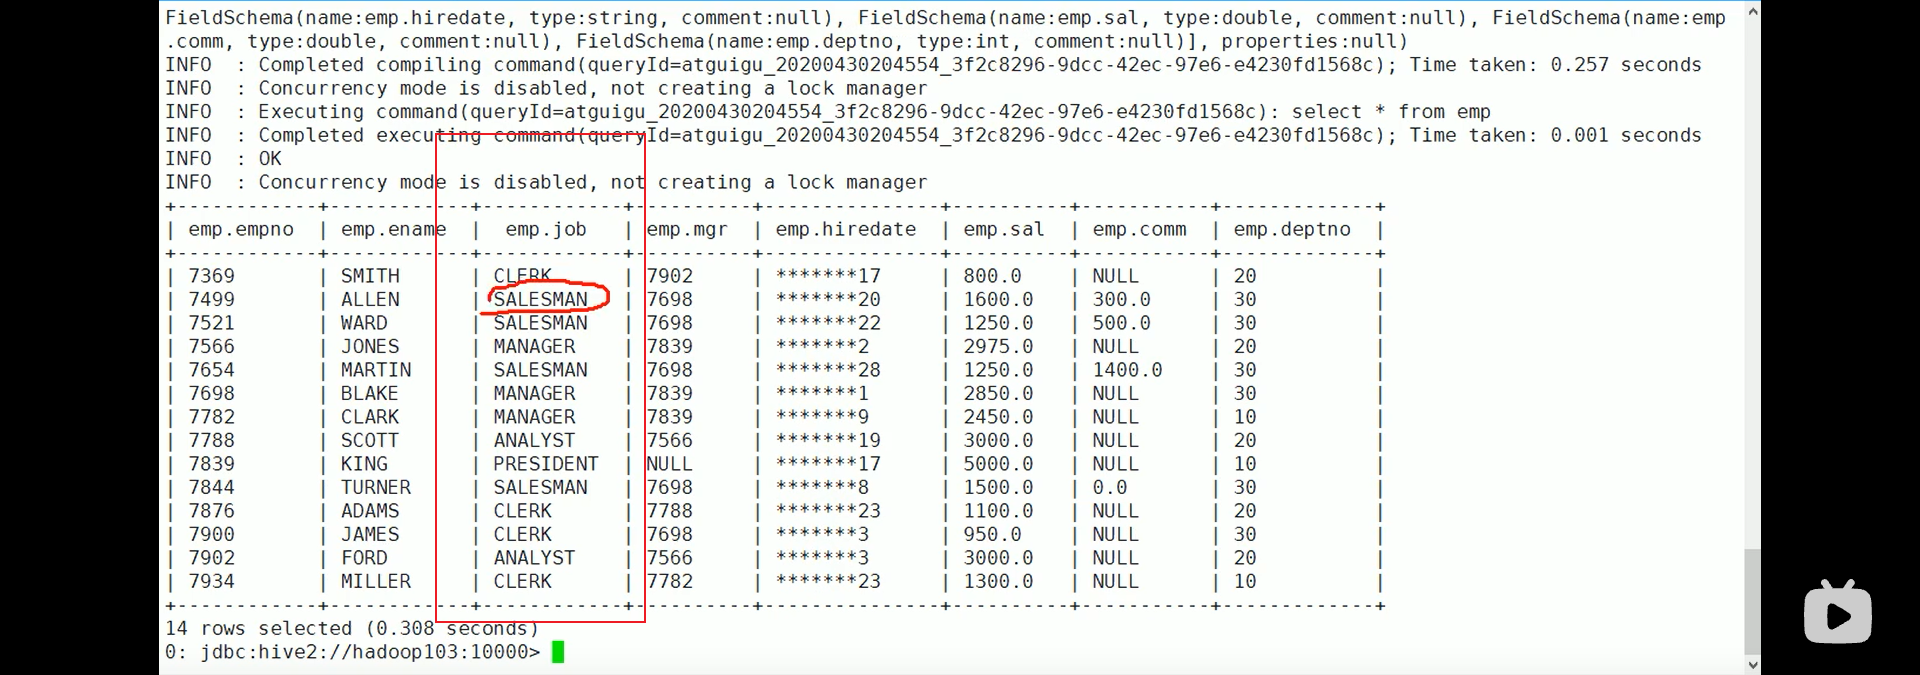 FieldSchema(name:emp.hiredate, type:string, comment:null), FieldSchema(name:emp.sal, type:double, comment:null), FieldSchema(name:emp
.comm, type:double, comment:null), FieldSchema(name:emp.deptno, type:int, comment:null)], properties:null)
INFO  : Completed compiling command(queryId=atguigu_20200430204554_3f2c8296-9dcc-42ec-97e6-e4230fd1568c); Time taken: 0.257 seconds
INFO  : Concurrency mode is disabled, not creating a lock manager
INFO  : Executing command(queryId=atguigu_20200430204554_3f2c8296-9dcc-42ec-97e6-e4230fd1568c): select * from emp
INFO  : Completed executing command(queryId=atguigu_20200430204554_3f2c8296-9dcc-42ec-97e6-e4230fd1568c); Time taken: 0.001 seconds
INFO  : OK
INFO  : Concurrency mode is disabled, not creating a lock manager
+------------+------------+------------+----------+---------------+----------+-----------+-------------+
| emp.empno  | emp.ename  |  emp.job   | emp.mgr  | emp.hiredate  | emp.sal  | emp.comm  | emp.deptno  |
+------------+------------+------------+----------+---------------+----------+-----------+-------------+
| 7369       | SMITH      | CLERK      | 7902     | *******17     | 800.0    | NULL      | 20          |
| 7499       | ALLEN      | SALESMAN   | 7698     | *******20     | 1600.0   | 300.0     | 30          |
| 7521       | WARD       | SALESMAN   | 7698     | *******22     | 1250.0   | 500.0     | 30          |
| 7566       | JONES      | MANAGER    | 7839     | *******2      | 2975.0   | NULL      | 20          |
| 7654       | MARTIN     | SALESMAN   | 7698     | *******28     | 1250.0   | 1400.0    | 30          |
| 7698       | BLAKE      | MANAGER    | 7839     | *******1      | 2850.0   | NULL      | 30          |
| 7782       | CLARK      | MANAGER    | 7839     | *******9      | 2450.0   | NULL      | 10          |
| 7788       | SCOTT      | ANALYST    | 7566     | *******19     | 3000.0   | NULL      | 20          |
| 7839       | KING       | PRESIDENT  | NULL     | *******17     | 5000.0   | NULL      | 10          |
| 7844       | TURNER     | SALESMAN   | 7698     | *******8      | 1500.0   | 0.0       | 30          |
| 7876       | ADAMS      | CLERK      | 7788     | *******23     | 1100.0   | NULL      | 20          |
| 7900       | JAMES      | CLERK      | 7698     | *******3      | 950.0    | NULL      | 30          |
| 7902       | FORD       | ANALYST    | 7566     | *******3      | 3000.0   | NULL      | 20          |
| 7934       | MILLER     | CLERK      | 7782     | *******23     | 1300.0   | NULL      | 10          |
+------------+------------+------------+----------+---------------+----------+-----------+-------------+
14 rows selected (0.308 seconds)
0: jdbc:hive2://hadoop103:10000>